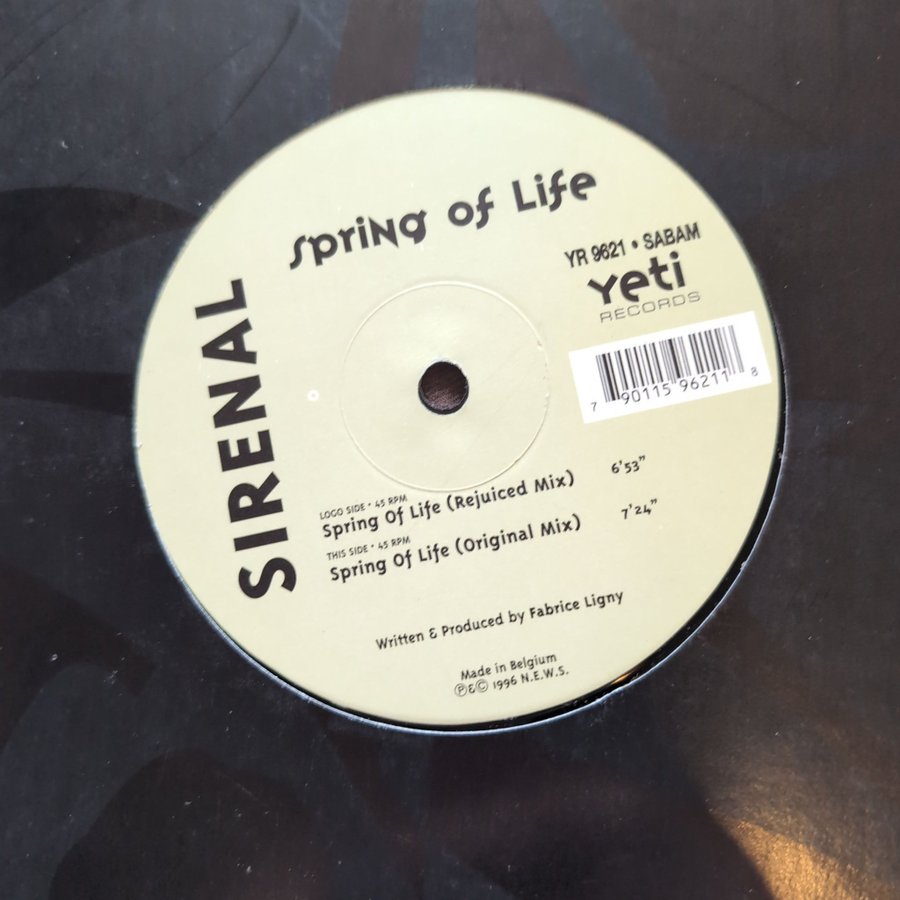 Spring of Life
SIRENAL
YR 9621 • SABAM
Yeti
RECORDS
7 90115 96211 8
LOGO SIDE • 45 RPM
Spring Of Life (Rejuiced Mix) 6'53"
THIS SIDE • 45 RPM
Spring Of Life (Original Mix) 7'24"
Written & Produced by Fabrice Ligny
Made in Belgium
℗&© 1996 N.E.W.S.